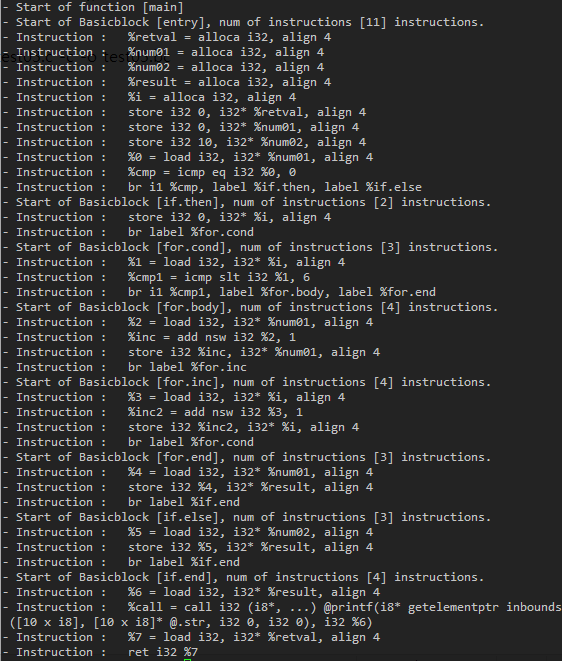 - Start of function [main]
- Start of Basicblock [entry], num of instructions [11] instructions.
- Instruction :   %retval = alloca i32, align 4
- Instruction :   %num01 = alloca i32, align 4
- Instruction :   %num02 = alloca i32, align 4
- Instruction :   %result = alloca i32, align 4
- Instruction :   %i = alloca i32, align 4
- Instruction :   store i32 0, i32* %retval, align 4
- Instruction :   store i32 0, i32* %num01, align 4
- Instruction :   store i32 10, i32* %num02, align 4
- Instruction :   %0 = load i32, i32* %num01, align 4
- Instruction :   %cmp = icmp eq i32 %0, 0
- Instruction :   br i1 %cmp, label %if.then, label %if.else
- Start of Basicblock [if.then], num of instructions [2] instructions.
- Instruction :   store i32 0, i32* %i, align 4
- Instruction :   br label %for.cond
- Start of Basicblock [for.cond], num of instructions [3] instructions.
- Instruction :   %1 = load i32, i32* %i, align 4
- Instruction :   %cmp1 = icmp slt i32 %1, 6
- Instruction :   br i1 %cmp1, label %for.body, label %for.end
- Start of Basicblock [for.body], num of instructions [4] instructions.
- Instruction :   %2 = load i32, i32* %num01, align 4
- Instruction :   %inc = add nsw i32 %2, 1
- Instruction :   store i32 %inc, i32* %num01, align 4
- Instruction :   br label %for.inc
- Start of Basicblock [for.inc], num of instructions [4] instructions.
- Instruction :   %3 = load i32, i32* %i, align 4
- Instruction :   %inc2 = add nsw i32 %3, 1
- Instruction :   store i32 %inc2, i32* %i, align 4
- Instruction :   br label %for.cond
- Start of Basicblock [for.end], num of instructions [3] instructions.
- Instruction :   %4 = load i32, i32* %num01, align 4
- Instruction :   store i32 %4, i32* %result, align 4
- Instruction :   br label %if.end
- Start of Basicblock [if.else], num of instructions [3] instructions.
- Instruction :   %5 = load i32, i32* %num02, align 4
- Instruction :   store i32 %5, i32* %result, align 4
- Instruction :   br label %if.end
- Start of Basicblock [if.end], num of instructions [4] instructions.
- Instruction :   %6 = load i32, i32* %result, align 4
- Instruction :   %call = call i32 (i8*, ...) @printf(i8* getelementptr inbounds
([10 x i8], [10 x i8]* @.str, i32 0, i32 0), i32 %6)
- Instruction :   %7 = load i32, i32* %retval, align 4
- Instruction :   ret i32 %7